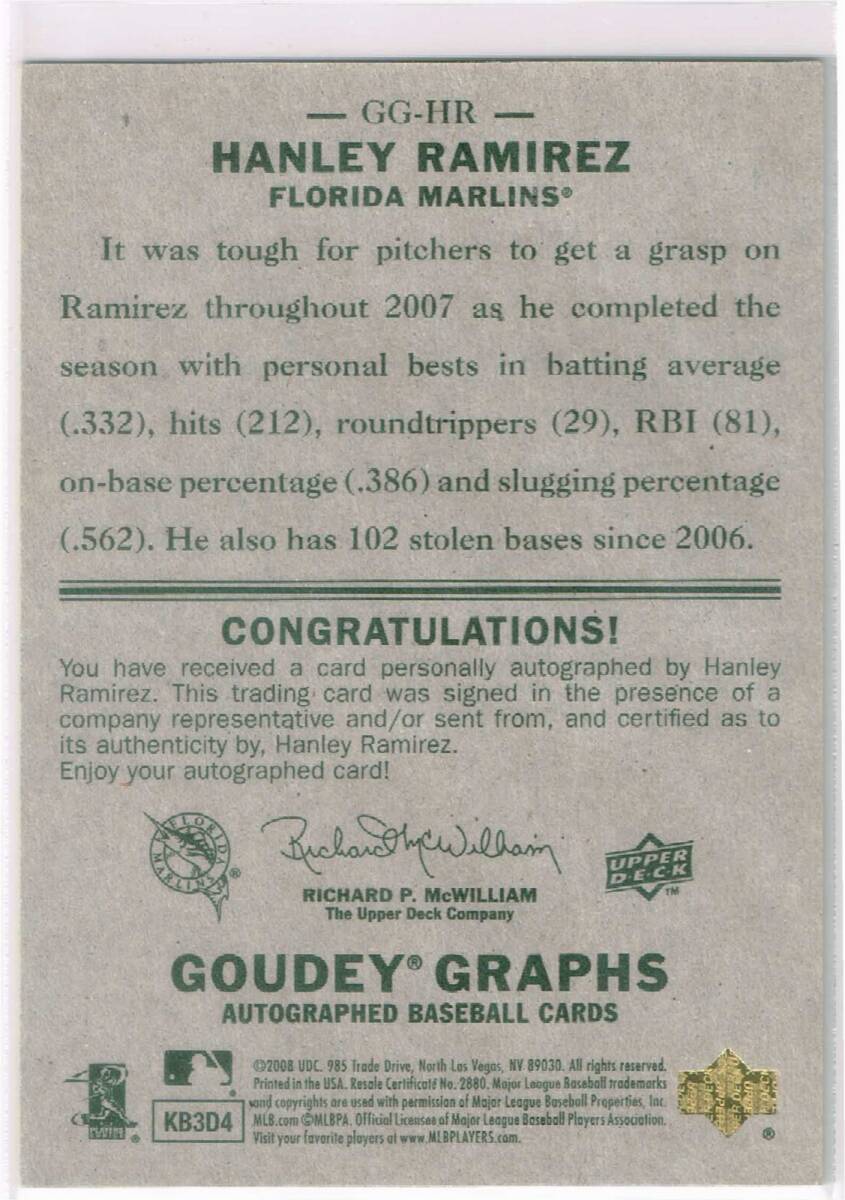 — GG-HR —
HANLEY RAMIREZ
FLORIDA MARLINS®
It was tough for pitchers to get a grasp on
Ramirez throughout 2007 as he completed the
season with personal bests in batting average
(.332), hits (212), roundtrippers (29), RBI (81),
on-base percentage (.386) and slugging percentage
(.562). He also has 102 stolen bases since 2006.
CONGRATULATIONS!
You have received a card personally autographed by Hanley
Ramirez. This trading card was signed in the presence of a
company representative and/or sent from, and certified as to
its authenticity by, Hanley Ramirez.
Enjoy your autographed card!
FLORIDA MARLINS®
Richard McWilliam
UPPER DECK™
RICHARD P. McWILLIAM
The Upper Deck Company
GOUDEY® GRAPHS
AUTOGRAPHED BASEBALL CARDS
©2008 UDC. 985 Trade Drive, North Las Vegas, NV 89030. All rights reserved.
Printed in the USA. Resale Certificate No. 2880. Major League Baseball trademarks
and copyrights are used with permission of Major League Baseball Properties, Inc.
MLB.com ©MLBPA. Official Licensee of Major League Baseball Players Association.
Visit your favorite players at www.MLBPLAYERS.com.
KB3D4